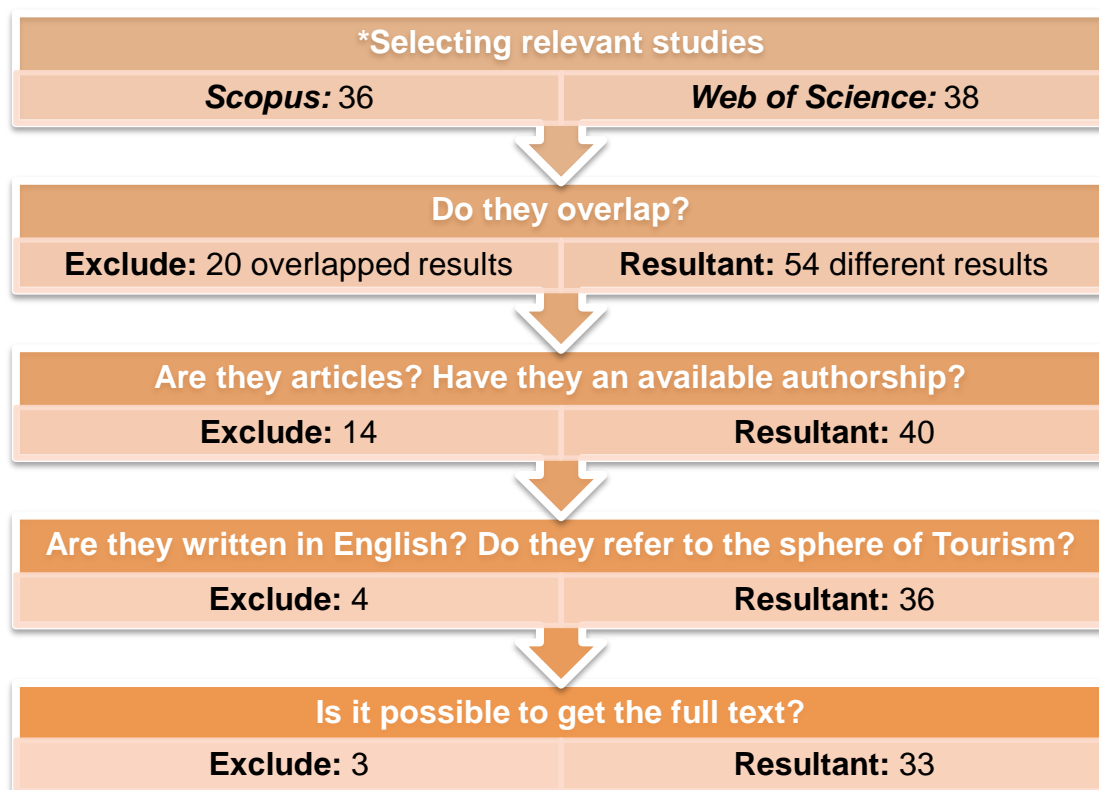 *Selecting relevant studies
Scopus: 36
Web of Science: 38
Do they overlap?
Exclude: 20 overlapped results
Resultant: 54 different results
Are they articles? Have they an available authorship?
Exclude: 14
Resultant: 40
Are they written in English? Do they refer to the sphere of Tourism?
Exclude: 4
Resultant: 36
Is it possible to get the full text?
Exclude: 3
Resultant: 33